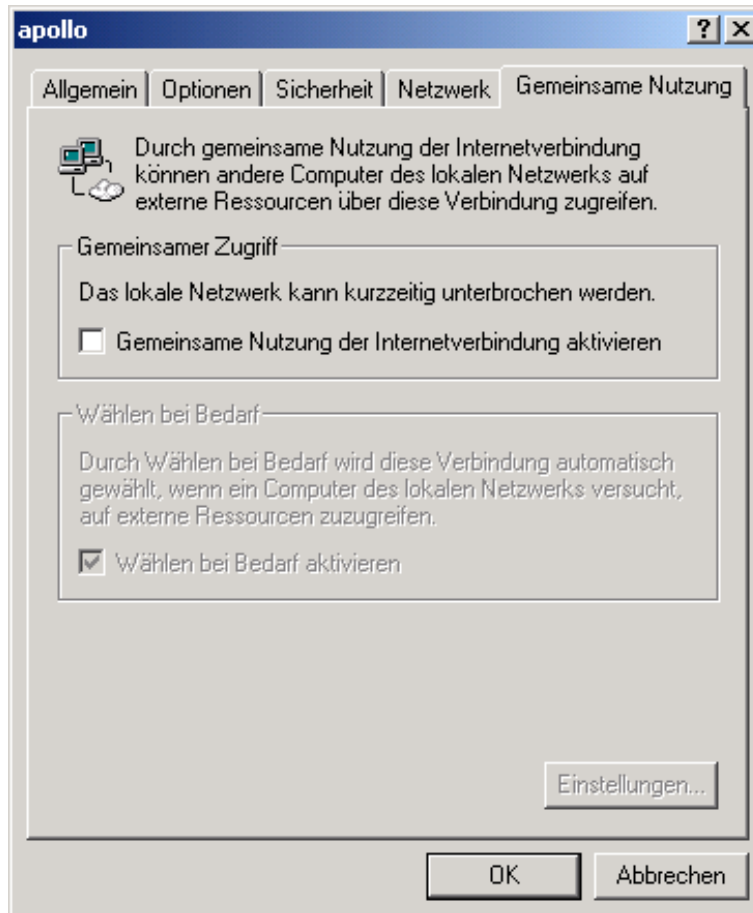 apollo
Allgemein Optionen Sicherheit Netzwerk Gemeinsame Nutzung
Durch gemeinsame Nutzung der Internetverbindung
können andere Computer des lokalen Netzwerks auf
externe Ressourcen über diese Verbindung zugreifen.
Gemeinsamer Zugriff
Das lokale Netzwerk kann kurzzeitig unterbrochen werden.
Gemeinsame Nutzung der Internetverbindung aktivieren
Wählen bei Bedarf
Durch Wählen bei Bedarf wird diese Verbindung automatisch
gewählt, wenn ein Computer des lokalen Netzwerks versucht,
auf externe Ressourcen zuzugreifen.
Wählen bei Bedarf aktivieren
Einstellungen...
OK Abbrechen